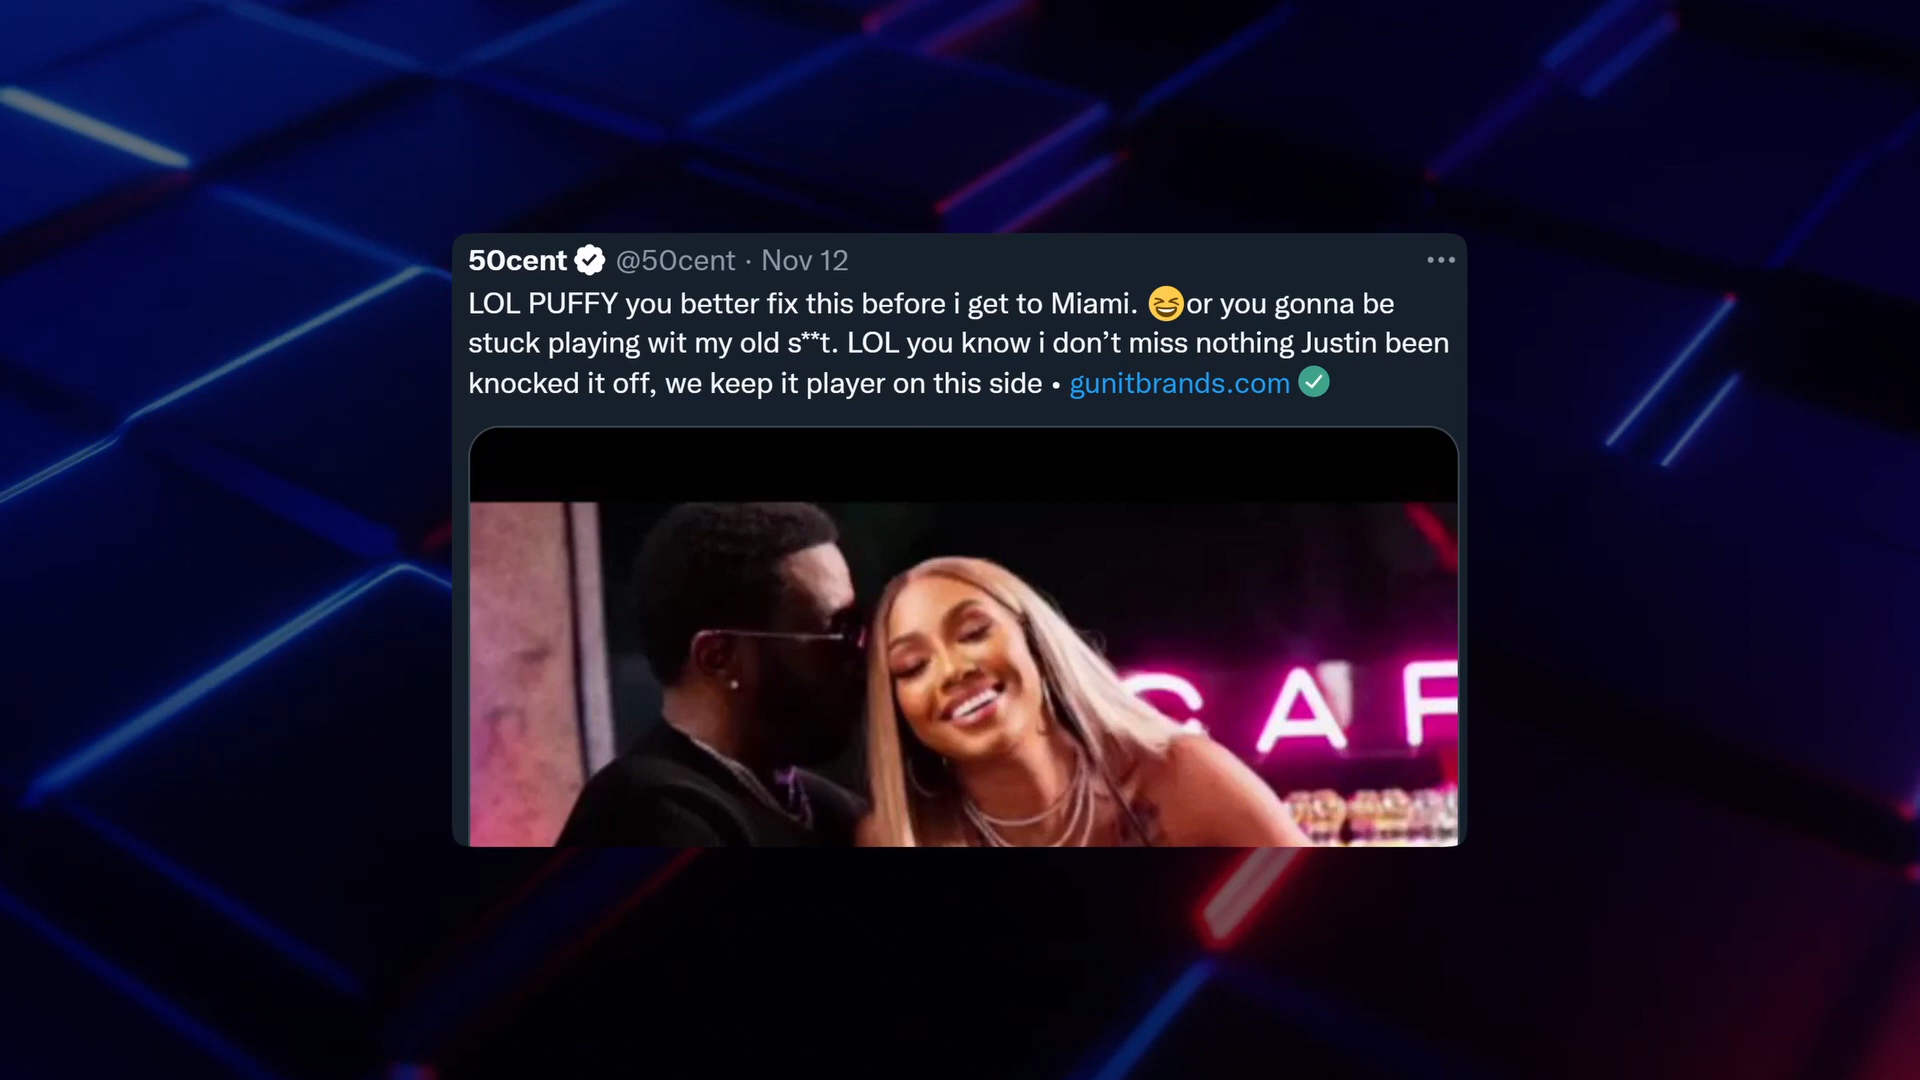 50cent @50cent · Nov 12
LOL PUFFY you better fix this before i get to Miami. 😆or you gonna be
stuck playing wit my old s**t. LOL you know i don’t miss nothing Justin been
knocked it off, we keep it player on this side • gunitbrands.com
CAF